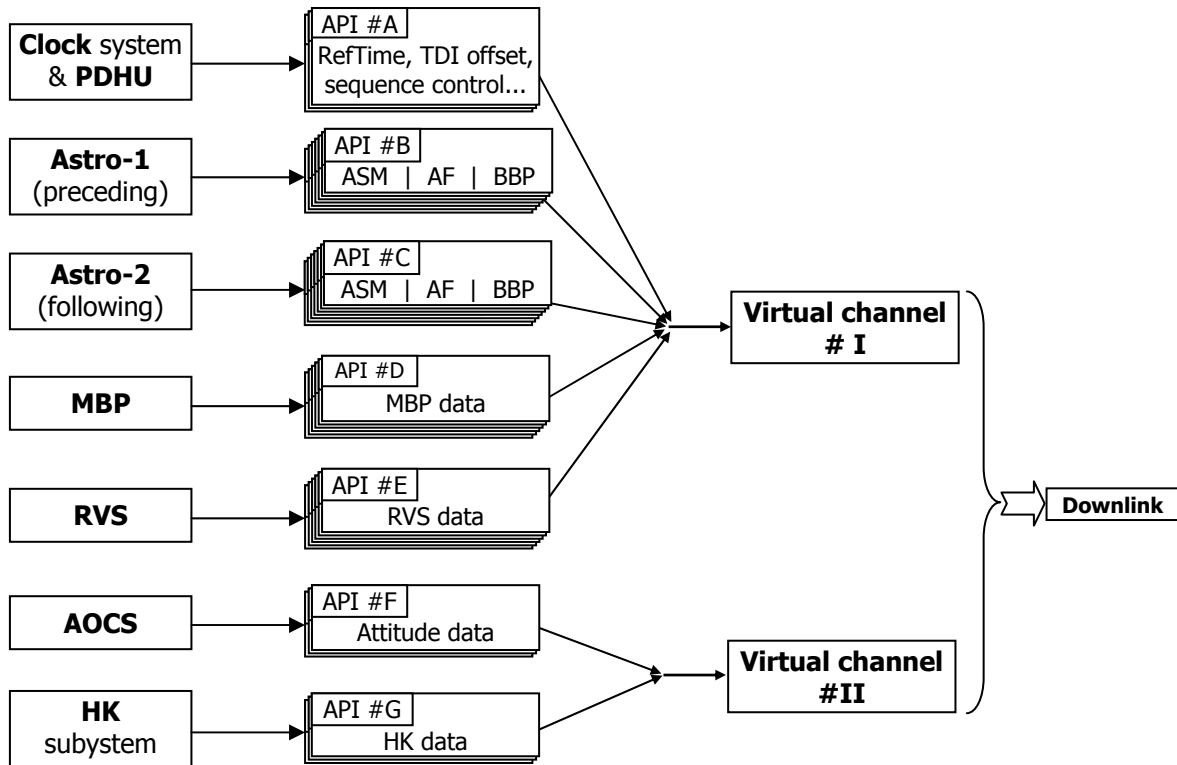 Clock system
& PDHU
API #A
RefTime, TDI offset,
sequence control...
Astro-1
(preceding)
API #B
ASM | AF | BBP
Astro-2
(following)
API #C
ASM | AF | BBP
Virtual channel
# I
MBP
API #D
MBP data
RVS
API #E
RVS data
Downlink
AOCS
API #F
Attitude data
Virtual channel
#II
HK
subystem
API #G
HK data